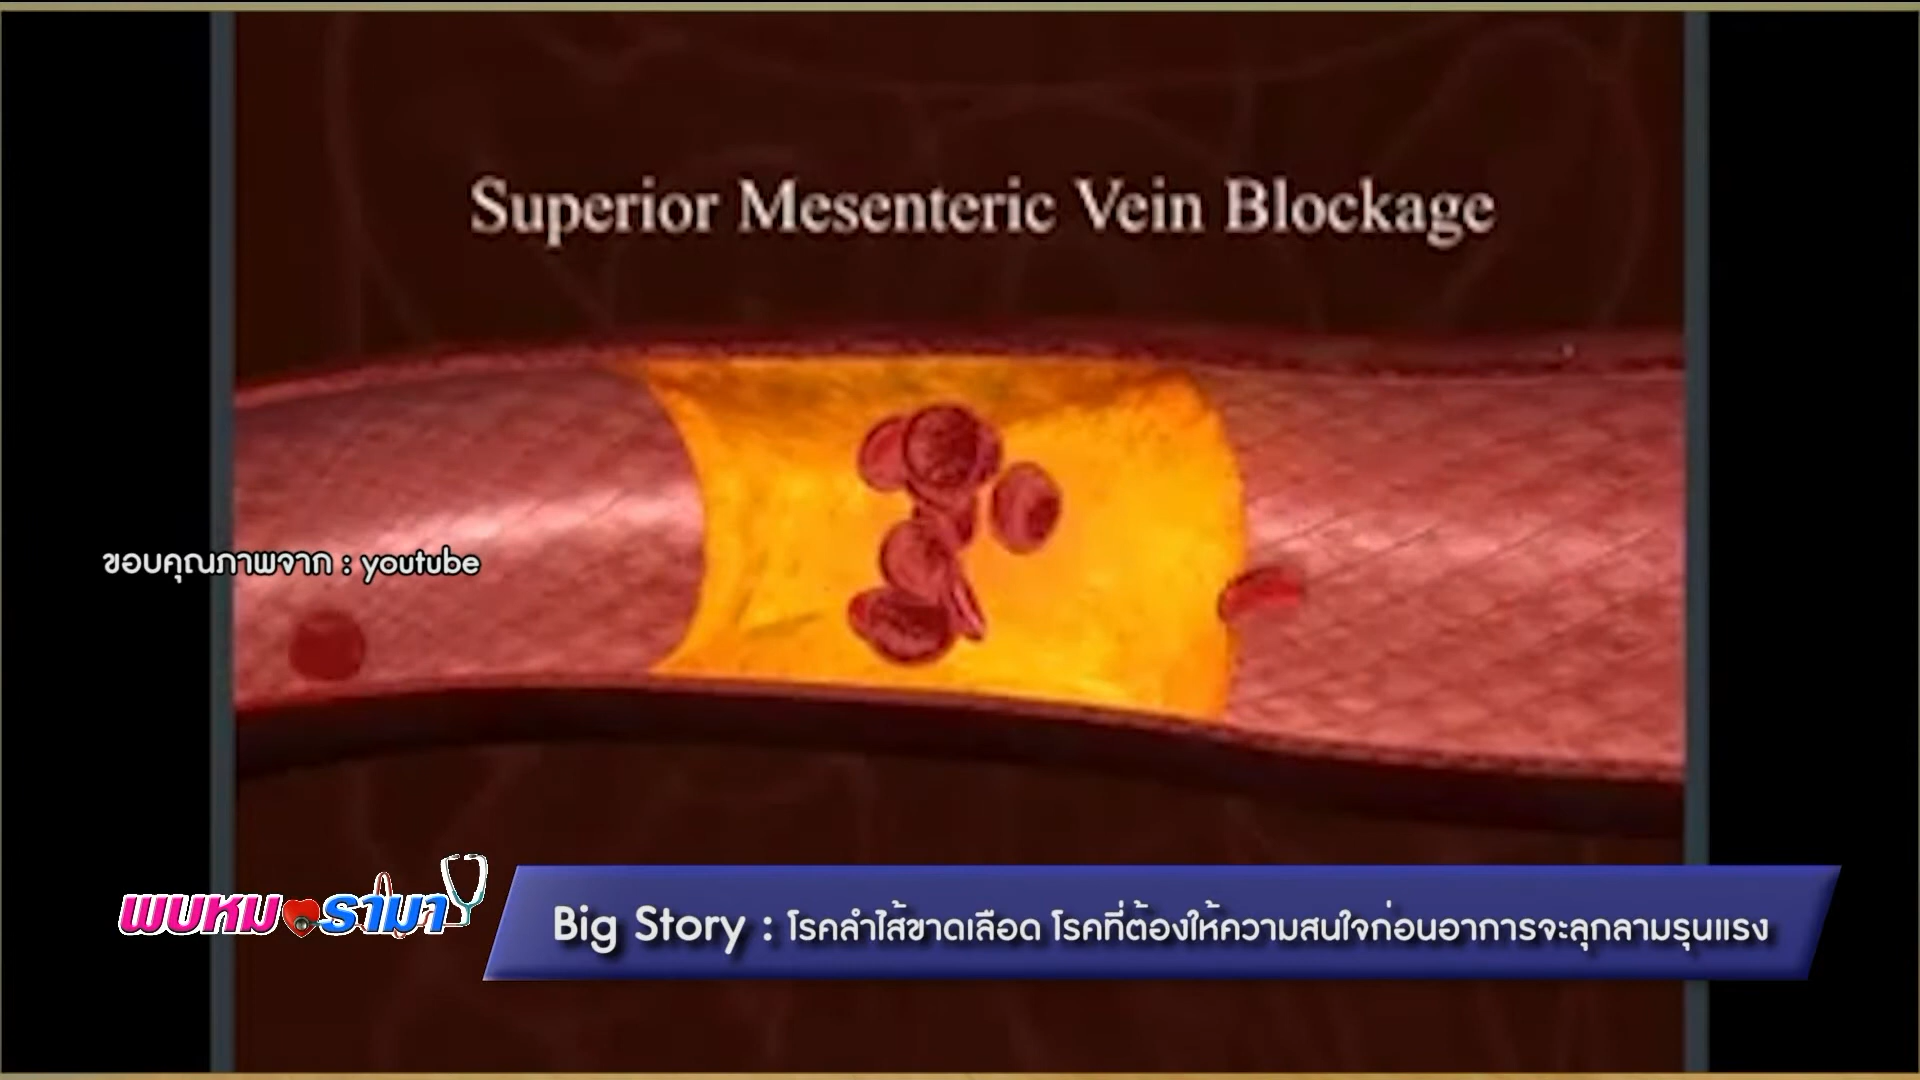 Superior Mesenteric Vein Blockage
ขอบคุณภาพจาก : youtube
พบหมอรามา
Big Story : โรคลำไส้ขาดเลือด โรคที่ต้องให้ความสนใจก่อนอาการจะลุกลามรุนแรง